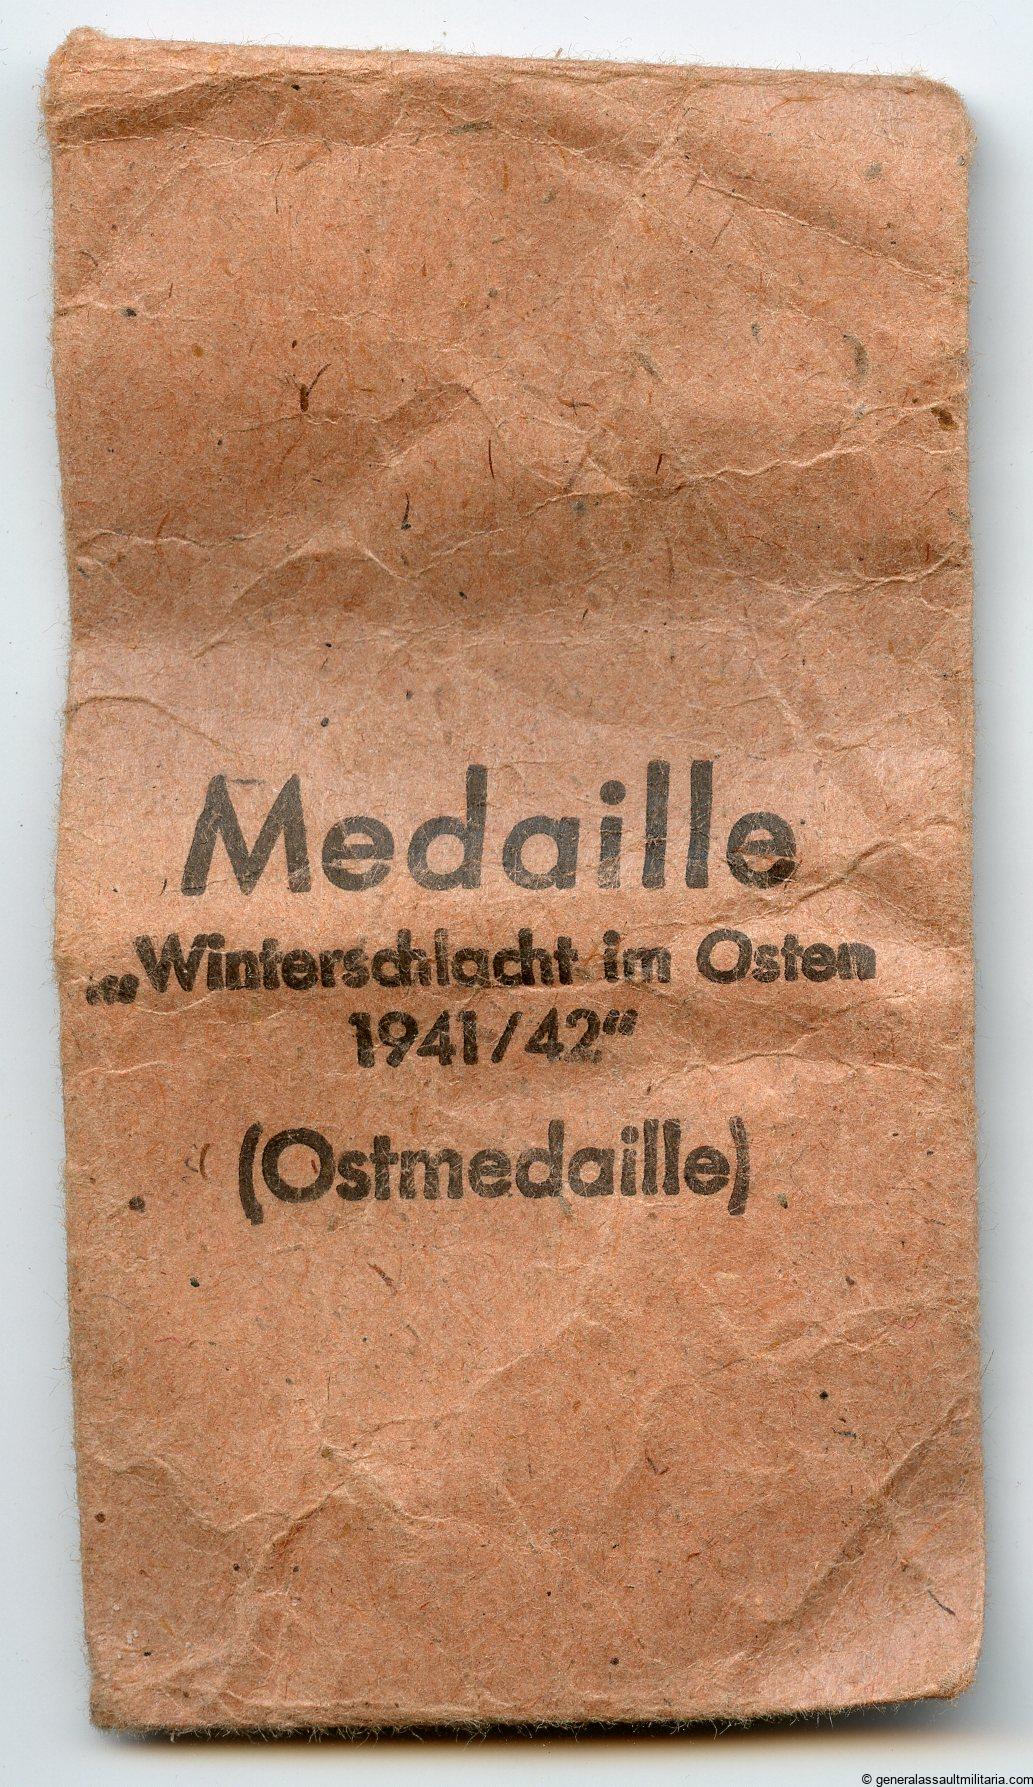 Medaille
„Winterschlacht im Osten
1941/42“
(Ostmedaille)
© generalassaultmilitaria.com